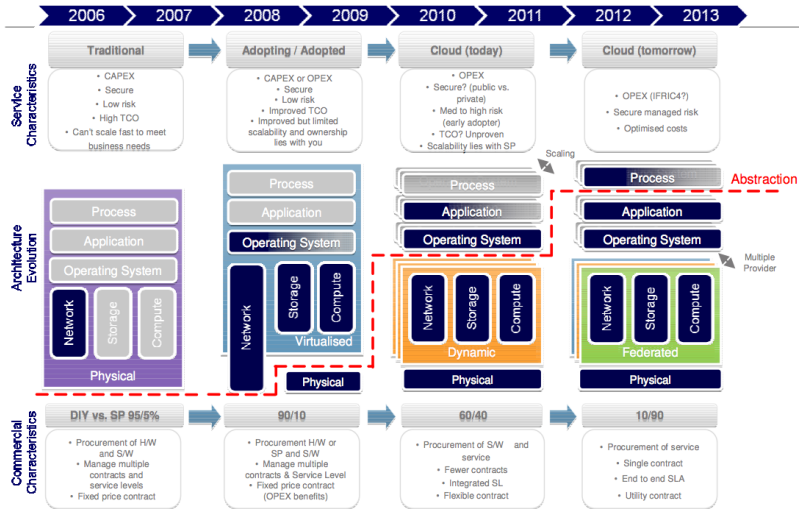 2006 2007 2008 2009 2010 2011 2012 2013
Service
Characteristics
Traditional
• CAPEX
• Secure
• Low risk
• High TCO
• Can't scale fast to meet
business needs
Adopting / Adopted
• CAPEX or OPEX
• Secure
• Low risk
• Improved TCO
• Improved but limited
scalability and ownership
lies with you
Cloud (today)
• OPEX
• Secure? (public vs.
private)
• Med to high risk
(early adopter)
• TCO? Unproven
• Scalability lies with SP
Cloud (tomorrow)
• OPEX (IFRIC4?)
• Secure managed risk
• Optimised costs
Architecture
Evolution
Process
Application
Operating System
Network
Storage
Compute
Physical
Process
Application
Operating System
Network
Storage
Compute
Virtualised
Physical
Scaling
Process
Application
Operating System
Network
Storage
Compute
Dynamic
Physical
Process
Abstraction
Application
Operating System
Multiple
Provider
Network
Storage
Compute
Federated
Physical
Commercial
Characteristics
DIY vs. SP 95/5%
• Procurement of H/W
and S/W
• Manage multiple
contracts and
service levels
• Fixed price contract
90/10
• Procurement H/W or
SP and S/W
• Manage multiple
contracts & Service Level
• Fixed price contract
(OPEX benefits)
60/40
• Procurement of S/W and
service
• Fewer contracts
• Integrated SL
• Flexible contract
10/90
• Procurement of service
• Single contract
• End to end SLA
• Utility contract